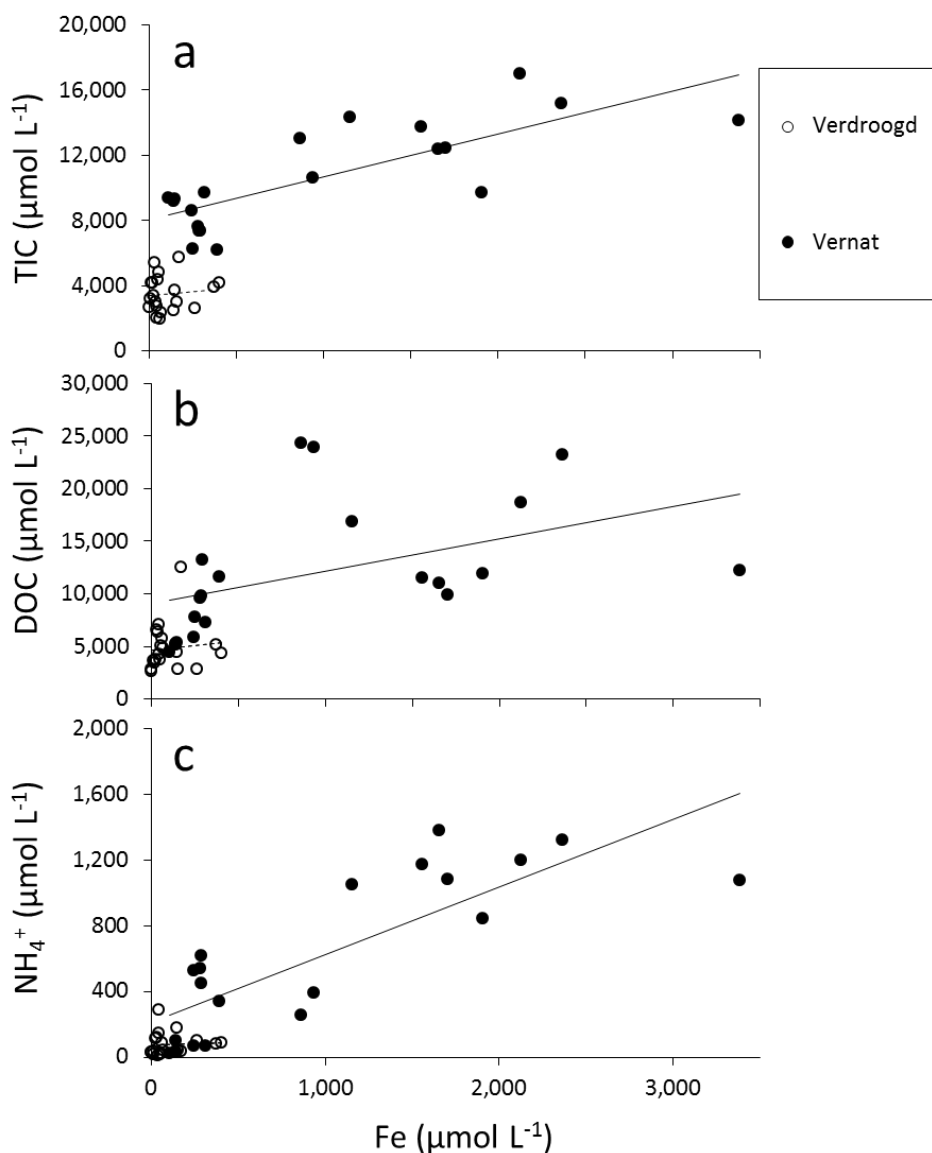 a
20,000
16,000
12,000
8,000
4,000
0
TIC (µmol L⁻¹)
Verdroogd
Vernat
b
30,000
25,000
20,000
15,000
10,000
5,000
0
DOC (µmol L⁻¹)
c
2,000
1,600
1,200
800
400
0
NH₄⁺ (µmol L⁻¹)
0 1,000 2,000 3,000
Fe (µmol L⁻¹)